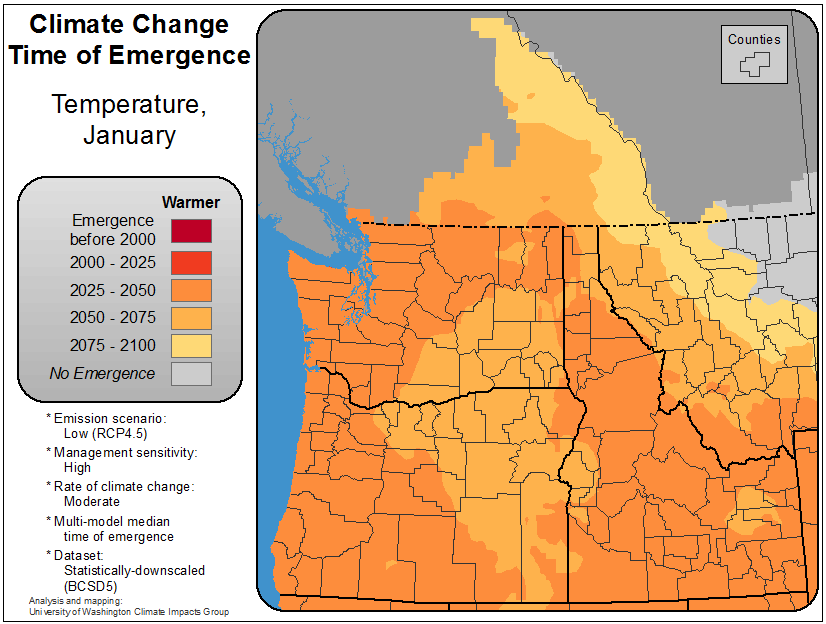 Climate Change
Time of Emergence
Temperature,
January
Warmer
Emergence
before 2000
2000 - 2025
2025 - 2050
2050 - 2075
2075 - 2100
No Emergence
* Emission scenario:
Low (RCP4.5)
* Management sensitivity:
High
* Rate of climate change:
Moderate
* Multi-model median
time of emergence
* Dataset:
Statistically-downscaled
(BCSD5)
Analysis and mapping:
University of Washington Climate Impacts Group
Counties